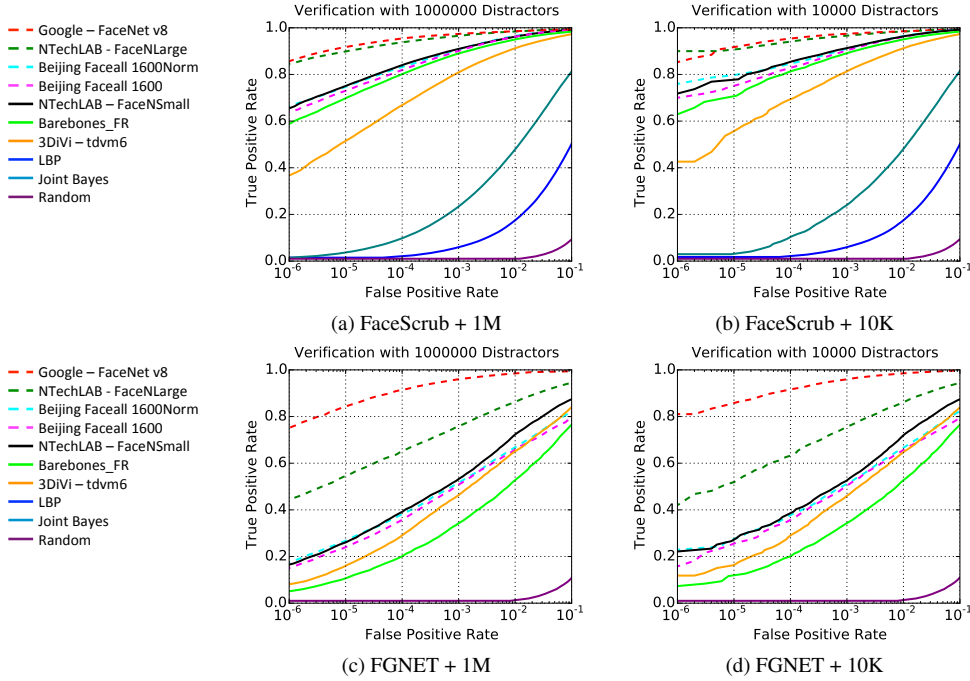 Google – FaceNet v8
NTechLAB - FaceNLarge
Beijing Faceall 1600Norm
Beijing Faceall 1600
NTechLAB – FaceNSmall
Barebones_FR
3DiVi – tdvm6
LBP
Joint Bayes
Random
Verification with 1000000 Distractors
True Positive Rate
1.0
0.8
0.6
0.4
0.2
0.0
10^-6 10^-5 10^-4 10^-3 10^-2 10^-1
False Positive Rate
(a) FaceScrub + 1M
Verification with 10000 Distractors
True Positive Rate
1.0
0.8
0.6
0.4
0.2
0.0
10^-6 10^-5 10^-4 10^-3 10^-2 10^-1
False Positive Rate
(b) FaceScrub + 10K
Google – FaceNet v8
NTechLAB - FaceNLarge
Beijing Faceall 1600Norm
Beijing Faceall 1600
NTechLAB – FaceNSmall
Barebones_FR
3DiVi – tdvm6
LBP
Joint Bayes
Random
Verification with 1000000 Distractors
True Positive Rate
1.0
0.8
0.6
0.4
0.2
0.0
10^-6 10^-5 10^-4 10^-3 10^-2 10^-1
False Positive Rate
(c) FGNET + 1M
Verification with 10000 Distractors
True Positive Rate
1.0
0.8
0.6
0.4
0.2
0.0
10^-6 10^-5 10^-4 10^-3 10^-2 10^-1
False Positive Rate
(d) FGNET + 10K